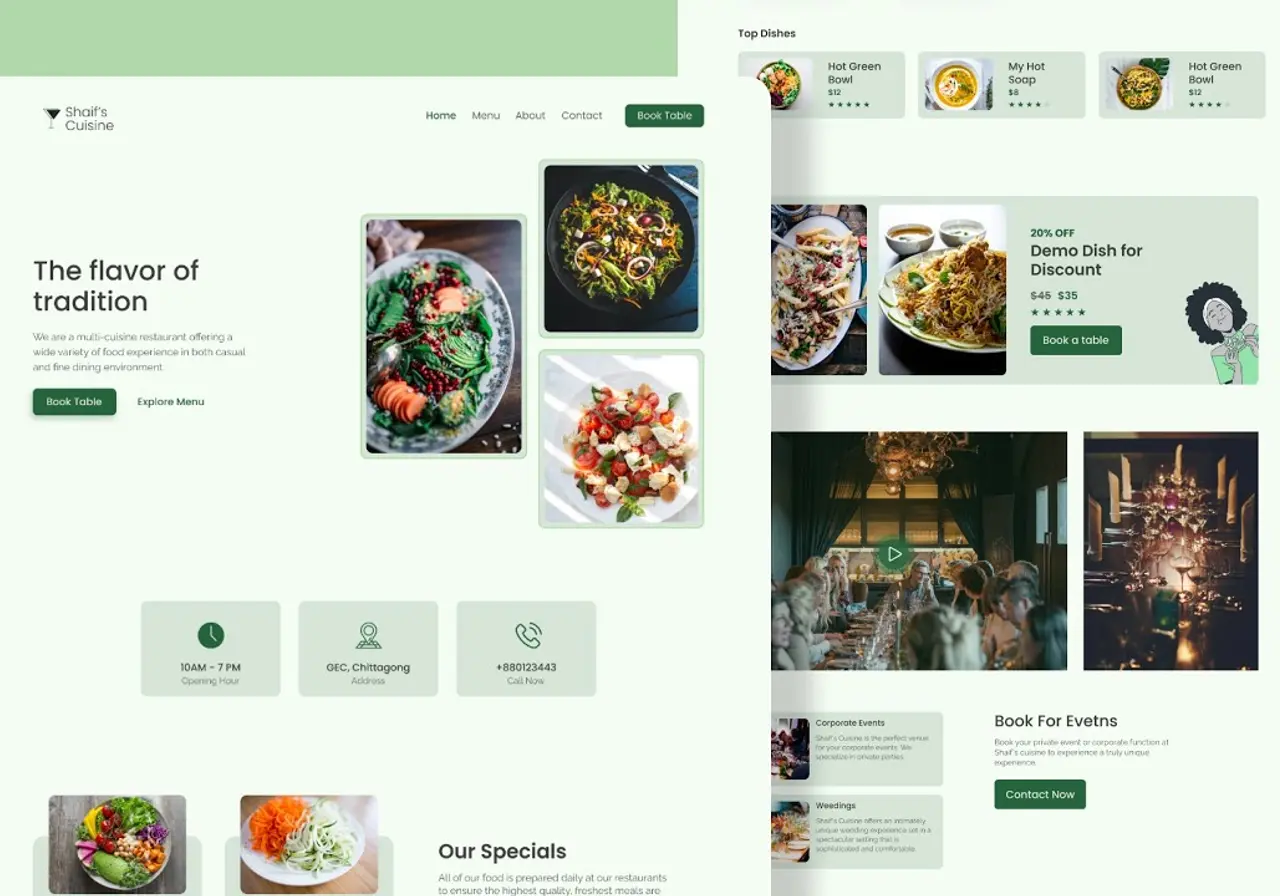 Shaif's
Cuisine
Home
Menu
About
Contact
Book Table
The flavor of
tradition
We are a multi-cuisine restaurant offering a
wide variety of food experience in both casual
and fine dining environment.
Book Table
Explore Menu
10AM - 7 PM
Opening Hour
GEC, Chittagong
Address
+880123443
Call Now
Our Specials
All of our food is prepared daily at our restaurants
to ensure the highest quality, freshest meals are
Top Dishes
Hot Green
Bowl
$12
My Hot
Soap
$8
Hot Green
Bowl
$12
20% OFF
Demo Dish for
Discount
$45 $35
Book a table
Corporate Events
Shaif's Cuisine is the perfect venue
for your corporate events. We
specialize in private parties.
Weedings
Shaif's Cuisine offers an intimately
unique wedding experience set in a
spectacular setting that is
sophisticated and comfortable.
Book For Evetns
Book your private event or corporate function at
Shaif's cuisine to experience a truly unique
experience.
Contact Now